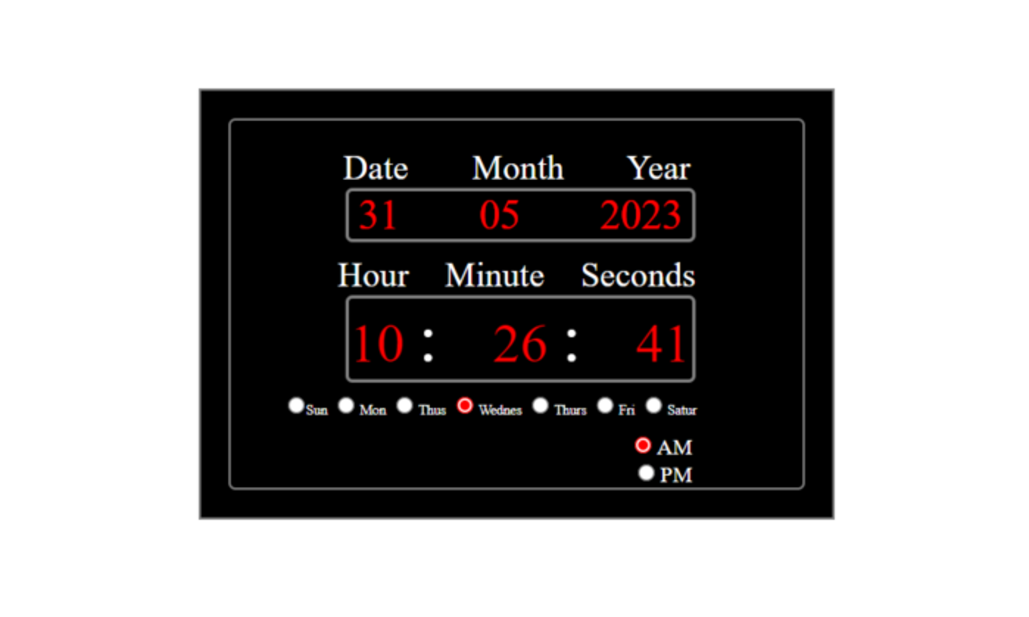 Date Month Year
31 05 2023
Hour Minute Seconds
10 : 26 : 41
Sun Mon Thus Wednes Thurs Fri Satur
AM
PM